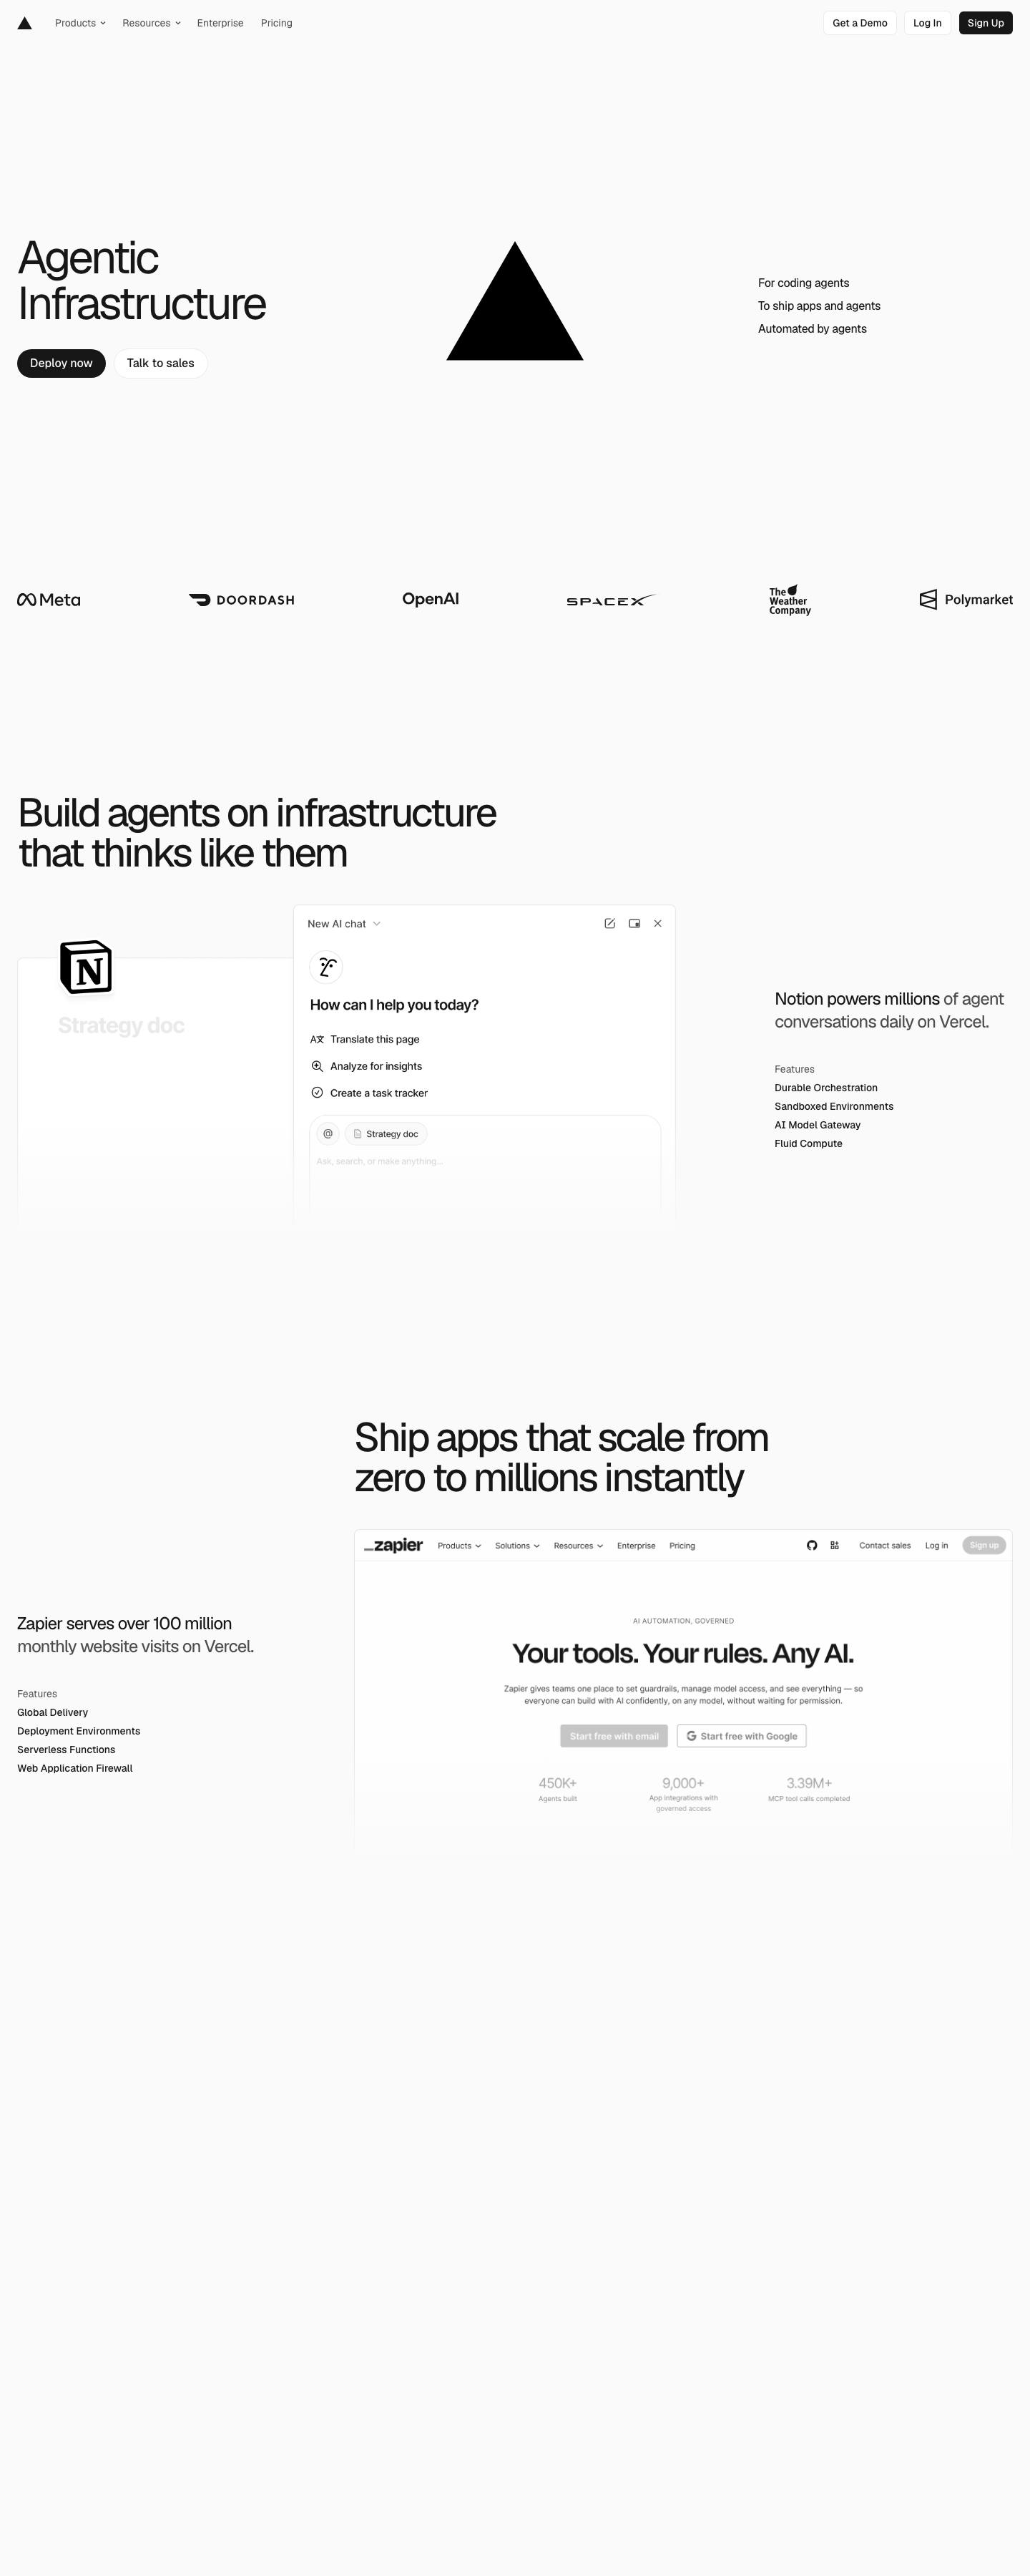 Products
Resources
Enterprise
Pricing
Get a Demo
Log In
Sign Up
Agentic
Infrastructure
Deploy now
Talk to sales
For coding agents
To ship apps and agents
Automated by agents
Meta
DOORDASH
OpenAI
SPACEX
The
Weather
Company
Polymarket
Build agents on infrastructure
that thinks like them
N
Strategy doc
New AI chat
How can I help you today?
Translate this page
Analyze for insights
Create a task tracker
@
Strategy doc
Ask, search, or make anything...
Notion powers millions of agent
conversations daily on Vercel.
Features
Durable Orchestration
Sandboxed Environments
AI Model Gateway
Fluid Compute
Ship apps that scale from
zero to millions instantly
Zapier serves over 100 million
monthly website visits on Vercel.
Features
Global Delivery
Deployment Environments
Serverless Functions
Web Application Firewall
_zapier
Products
Solutions
Resources
Enterprise
Pricing
Contact sales
Log in
Sign up
AI AUTOMATION, GOVERNED
Your tools. Your rules. Any AI.
Zapier gives teams one place to set guardrails, manage model access, and see everything — so
everyone can build with AI confidently, on any model, without waiting for permission.
Start free with email
Start free with Google
450K+
Agents built
9,000+
App integrations with
governed access
3.39M+
MCP tool calls completed